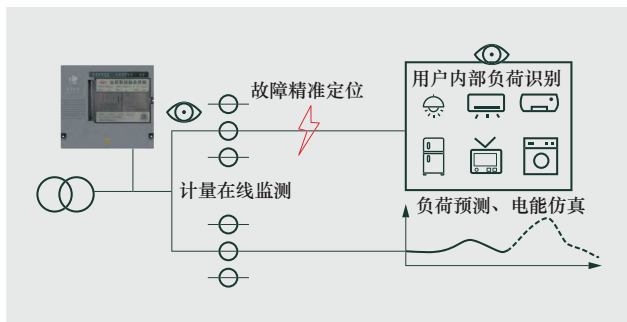 用户内部负荷识别
故障精准定位
计量在线监测
负荷预测、电能仿真